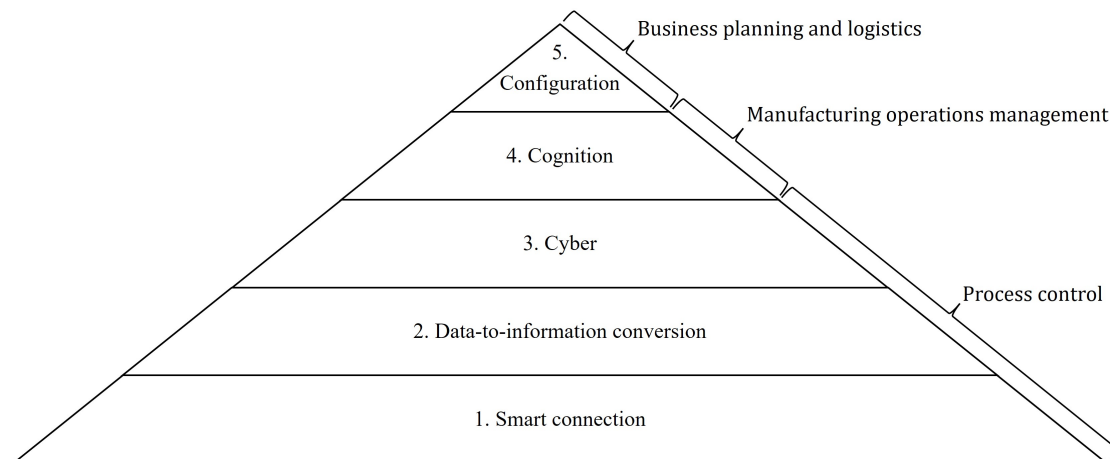 Business planning and logistics
5.
Configuration
Manufacturing operations management
4. Cognition
3. Cyber
Process control
2. Data-to-information conversion
1. Smart connection